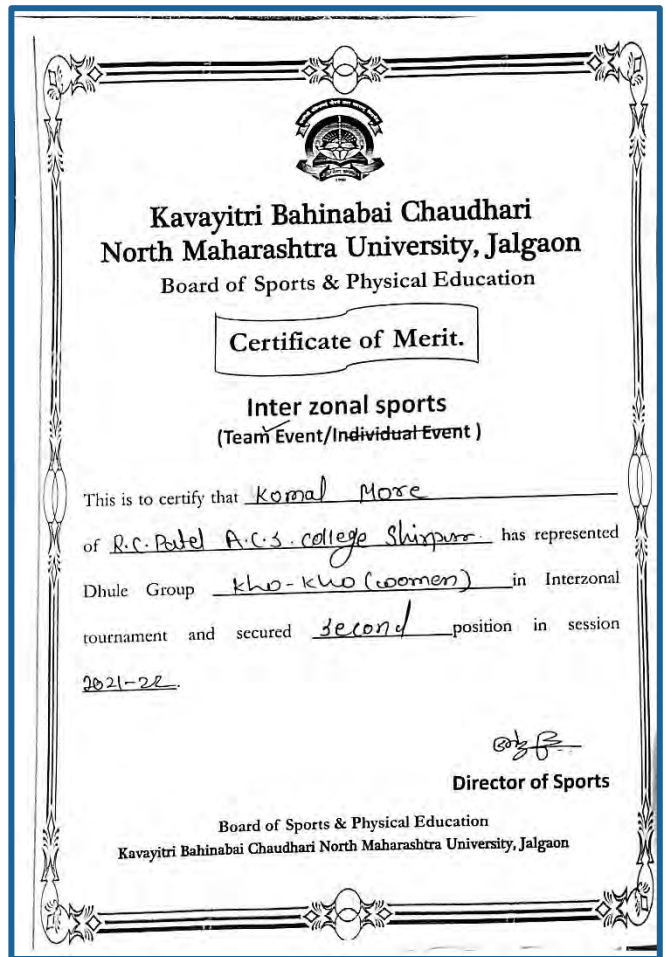 Kavayitri Bahinabai Chaudhari
North Maharashtra University, Jalgaon
Board of Sports & Physical Education
Certificate of Merit.
Inter zonal sports
(Team Event/Individual Event )
This is to certify that Komal More
of R.C. Patel A.C.S. college Shirpur. has represented
Dhule Group kho-kho (women) in Interzonal
tournament and secured second position in session
2021-22.
Director of Sports
Board of Sports & Physical Education
Kavayitri Bahinabai Chaudhari North Maharashtra University, Jalgaon